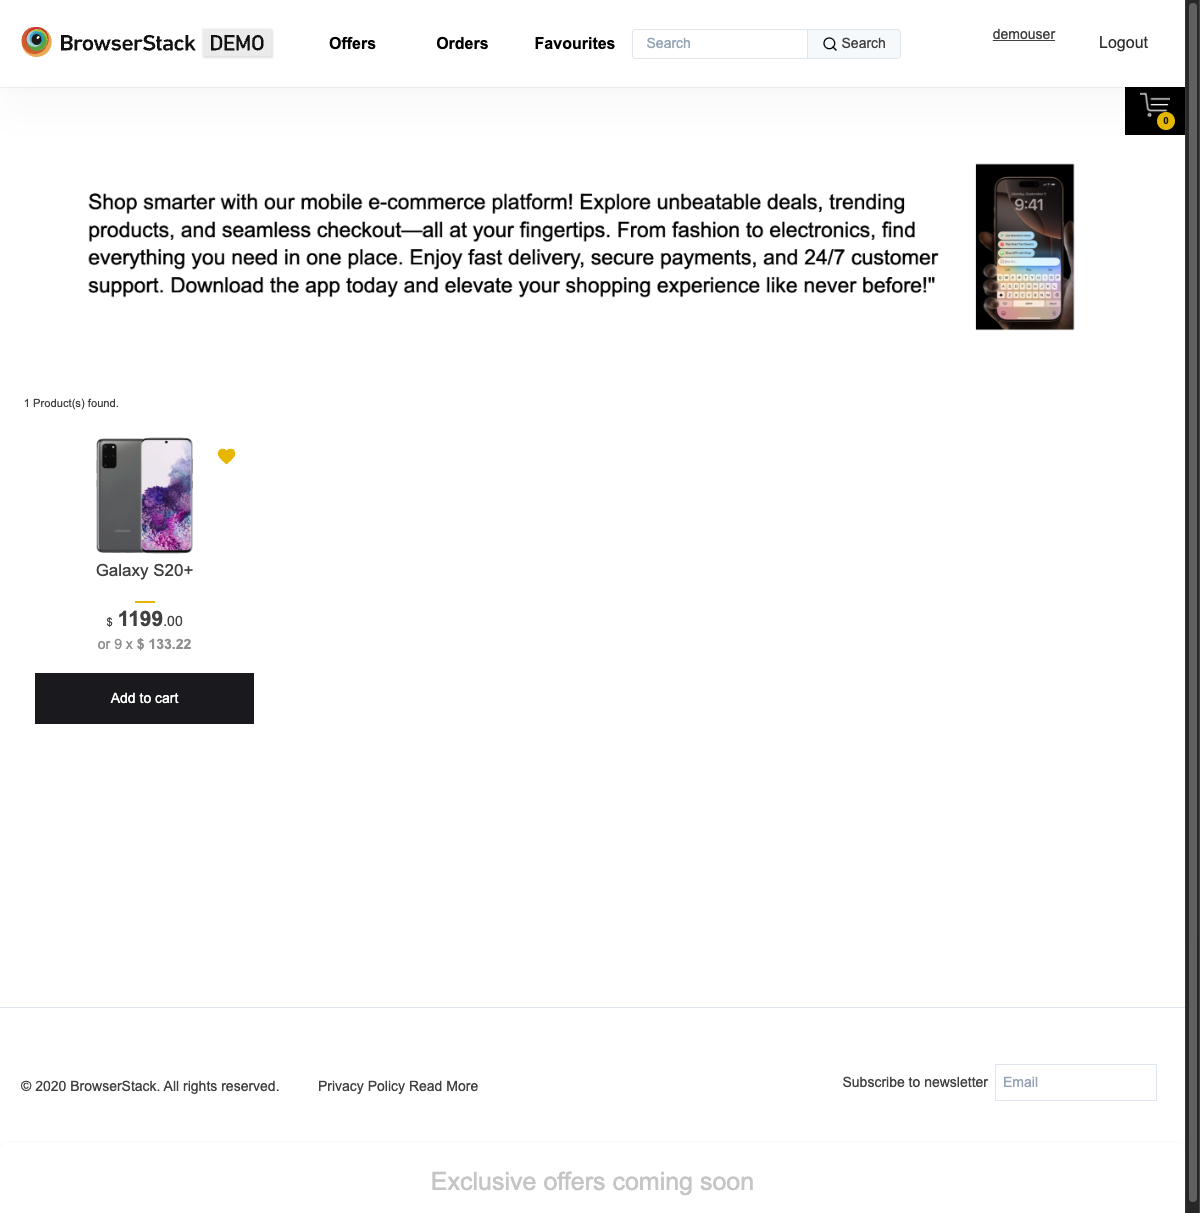 BrowserStack DEMO
Offers
Orders
Favourites
Search
Search
demouser
Logout
0
Shop smarter with our mobile e-commerce platform! Explore unbeatable deals, trending
products, and seamless checkout—all at your fingertips. From fashion to electronics, find
everything you need in one place. Enjoy fast delivery, secure payments, and 24/7 customer
support. Download the app today and elevate your shopping experience like never before!"
9:41
1 Product(s) found.
Galaxy S20+
$ 1199.00
or 9 x $ 133.22
Add to cart
© 2020 BrowserStack. All rights reserved.
Privacy Policy Read More
Subscribe to newsletter
Email
Exclusive offers coming soon